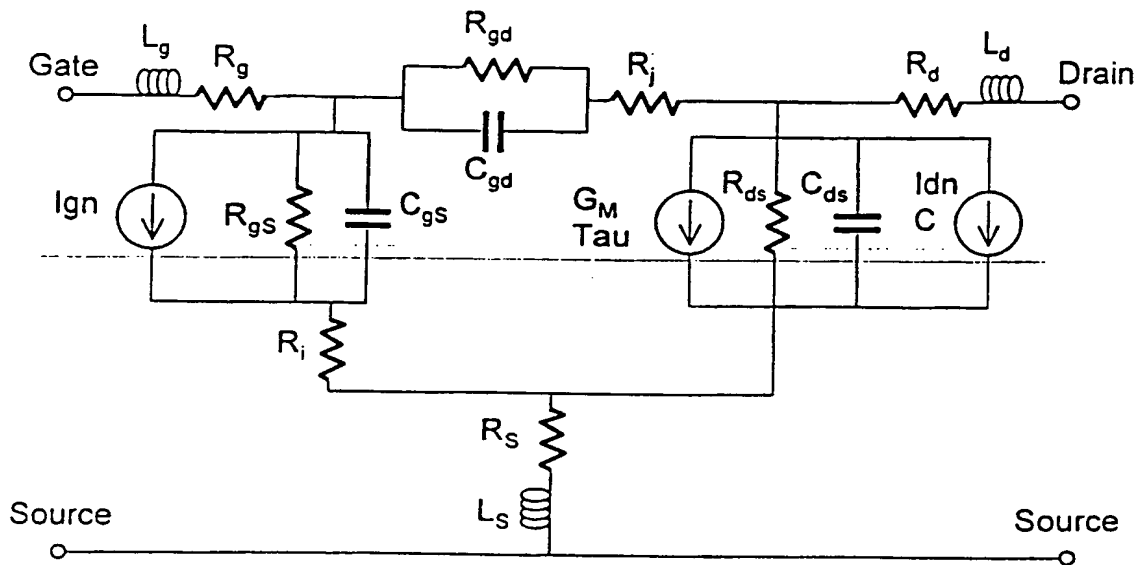 Gate
Lg
Rg
Rgd
Cgd
Rj
Rd
Ld
Drain
Ign
RgS
CgS
GM
Tau
Rds
Cds
Idn
C
Ri
RS
LS
Source
Source